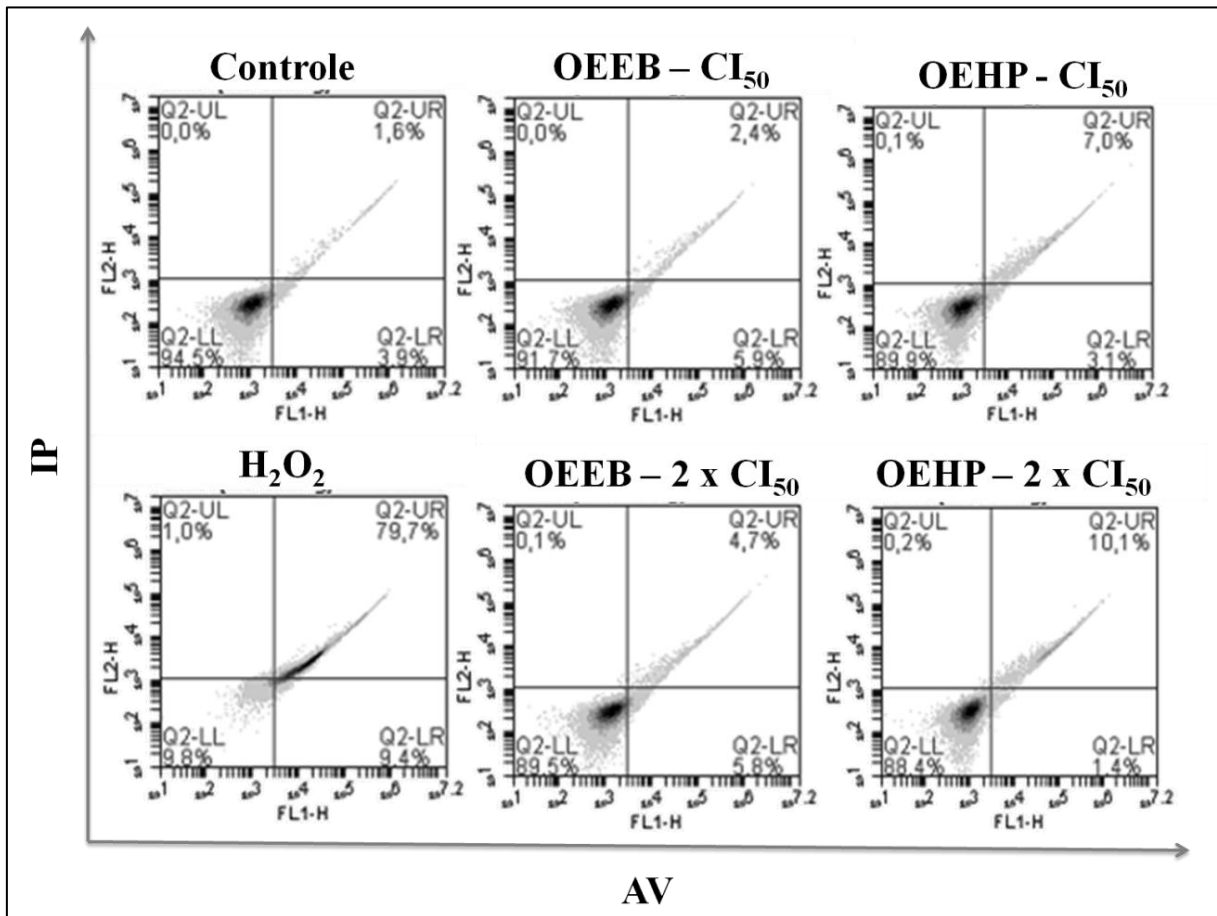 Controle
Q2-UL
0,0%
Q2-UR
1,6%
Q2-LL
94,5%
Q2-LR
3,9%
FL2-H
FL1-H
OEEB – CI₅₀
Q2-UL
0,0%
Q2-UR
2,4%
Q2-LL
91,7%
Q2-LR
5,9%
FL2-H
FL1-H
OEHP - CI₅₀
Q2-UL
0,1%
Q2-UR
7,0%
Q2-LL
89,9%
Q2-LR
3,1%
FL2-H
FL1-H
H₂O₂
Q2-UL
1,0%
Q2-UR
79,7%
Q2-LL
9,8%
Q2-LR
9,4%
FL2-H
FL1-H
OEEB – 2 x CI₅₀
Q2-UL
0,1%
Q2-UR
4,7%
Q2-LL
89,5%
Q2-LR
5,8%
FL2-H
FL1-H
OEHP – 2 x CI₅₀
Q2-UL
0,2%
Q2-UR
10,1%
Q2-LL
88,4%
Q2-LR
1,4%
FL2-H
FL1-H
IP
AV